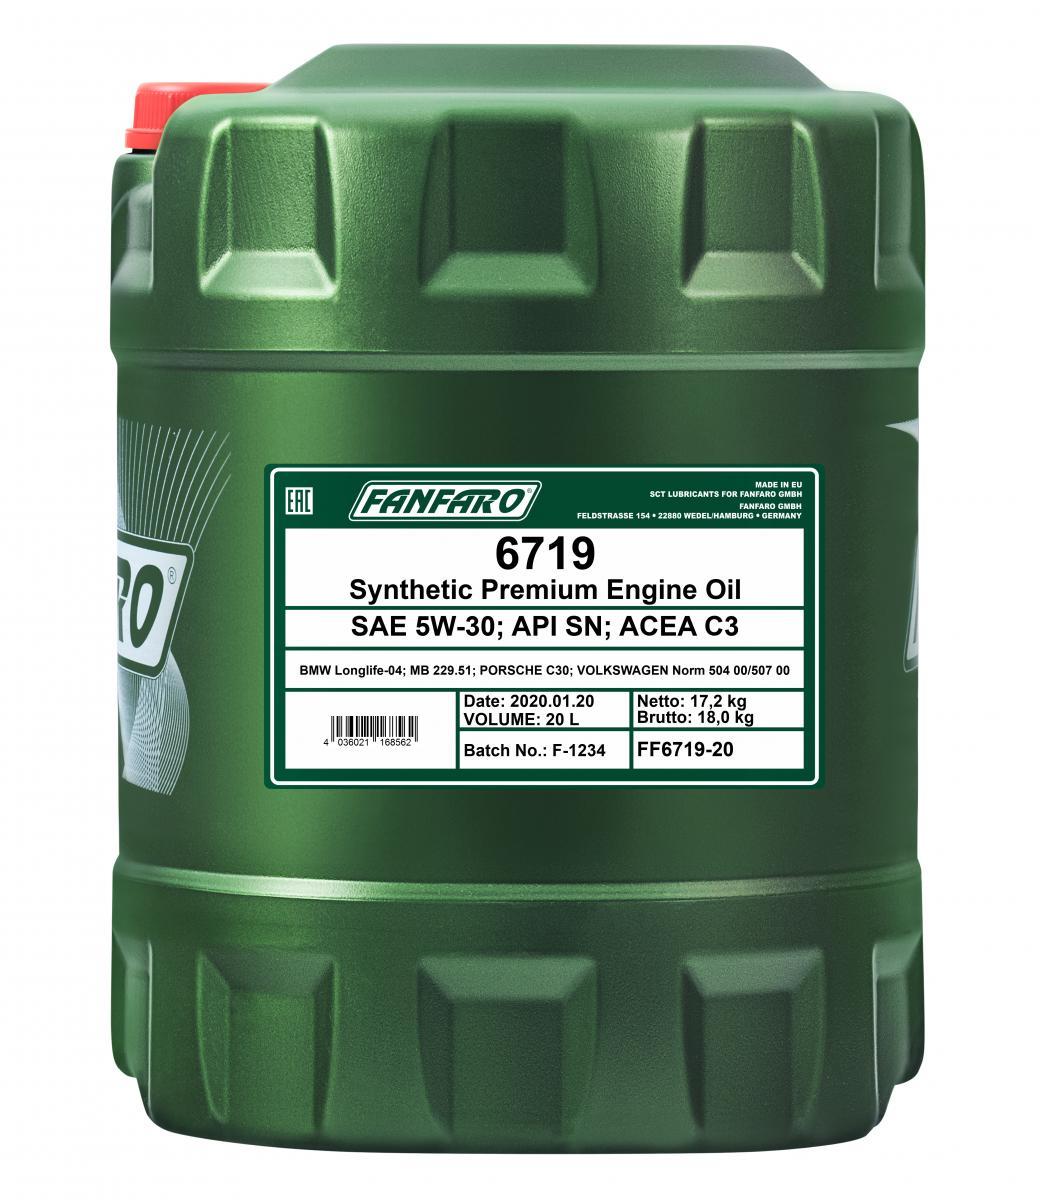 EAC
FANFARO®
MADE IN EU
SCT LUBRICANTS FOR FANFARO GMBH
FANFARO GMBH
FELDSTRASSE 154 • 22880 WEDEL/HAMBURG • GERMANY
6719
Synthetic Premium Engine Oil
SAE 5W-30; API SN; ACEA C3
BMW Longlife-04; MB 229.51; PORSCHE C30; VOLKSWAGEN Norm 504 00/507 00
4 036021 168562
Date: 2020.01.20
VOLUME: 20 L
Netto: 17,2 kg
Brutto: 18,0 kg
Batch No.: F-1234
FF6719-20
ARO®